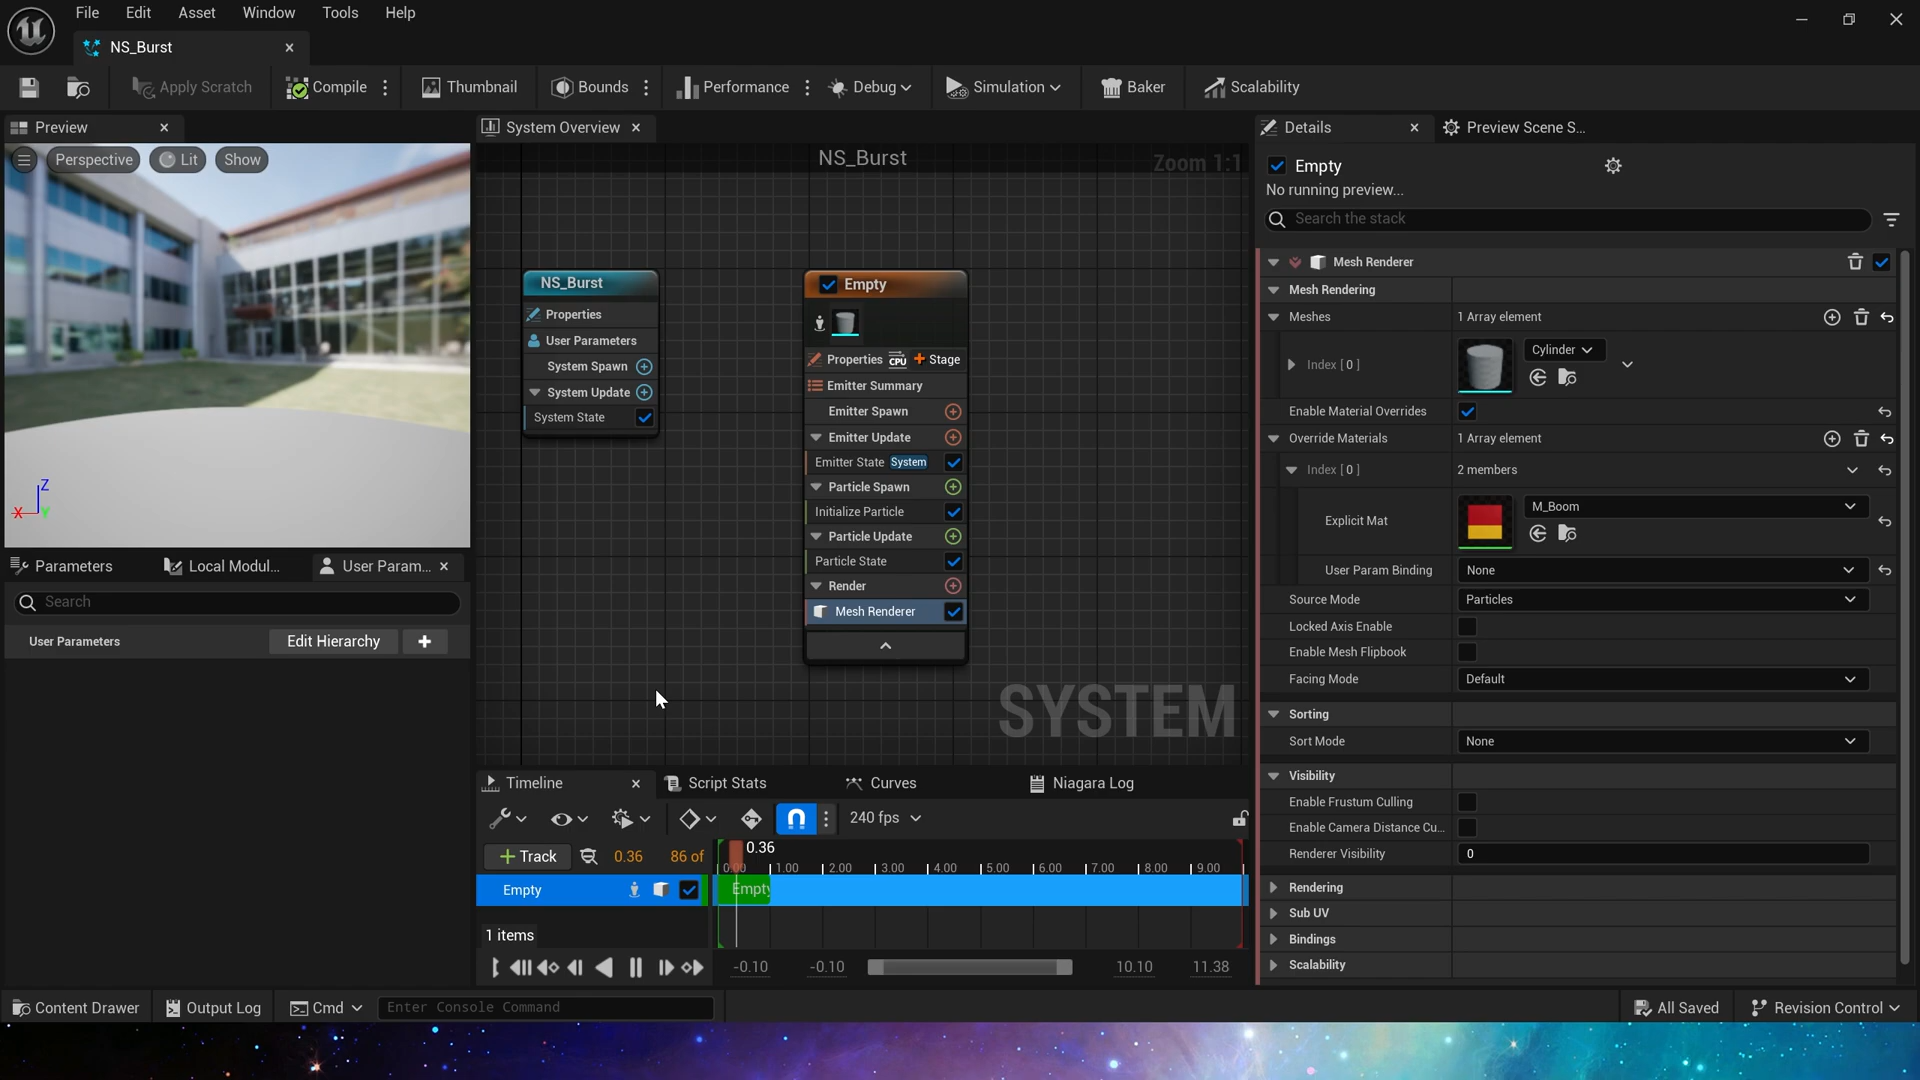 File Edit Asset Window Tools Help
NS_Burst
Apply Scratch Compile Thumbnail Bounds Performance Debug Simulation Baker Scalability
Preview
Perspective Lit Show
Z
X Y
Parameters Local Modul... User Param...
Search
User Parameters Edit Hierarchy
System Overview
NS_Burst
Zoom 1:1
NS_Burst
Properties
User Parameters
System Spawn
System Update
System State
Empty
Properties CPU Stage
Emitter Summary
Emitter Spawn
Emitter Update
Emitter State System
Particle Spawn
Initialize Particle
Particle Update
Particle State
Render
Mesh Renderer
SYSTEM
Timeline Script Stats Curves Niagara Log
240 fps
+ Track 0.36 86 of
0.36
0.00 1.00 2.00 3.00 4.00 5.00 6.00 7.00 8.00 9.00
Empty
Empty
1 items
-0.10 -0.10 10.10 11.38
Details Preview Scene S...
Empty
No running preview...
Search the stack
Mesh Renderer
Mesh Rendering
Meshes 1 Array element
Index [ 0 ] Cylinder
Enable Material Overrides
Override Materials 1 Array element
Index [ 0 ] 2 members
Explicit Mat M_Boom
User Param Binding None
Source Mode Particles
Locked Axis Enable
Enable Mesh Flipbook
Facing Mode Default
Sorting
Sort Mode None
Visibility
Enable Frustum Culling
Enable Camera Distance Cu...
Renderer Visibility 0
Rendering
Sub UV
Bindings
Scalability
Content Drawer Output Log Cmd Enter Console Command All Saved Revision Control